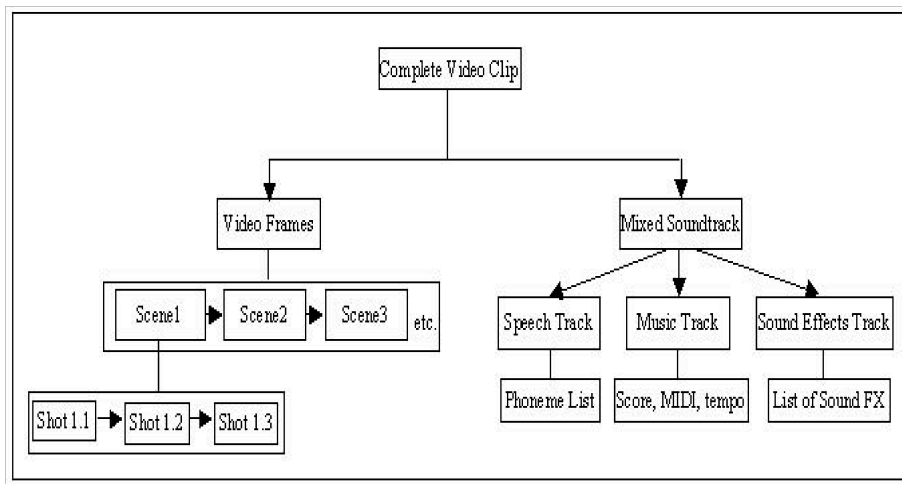 Complete Video Clip
Video Frames
Mixed Soundtrack
Scene1
Scene2
Scene3
etc.
Speech Track
Music Track
Sound Effects Track
Phoneme List
Score, MIDI, tempo
List of Sound FX
Shot 1.1
Shot 1.2
Shot 1.3